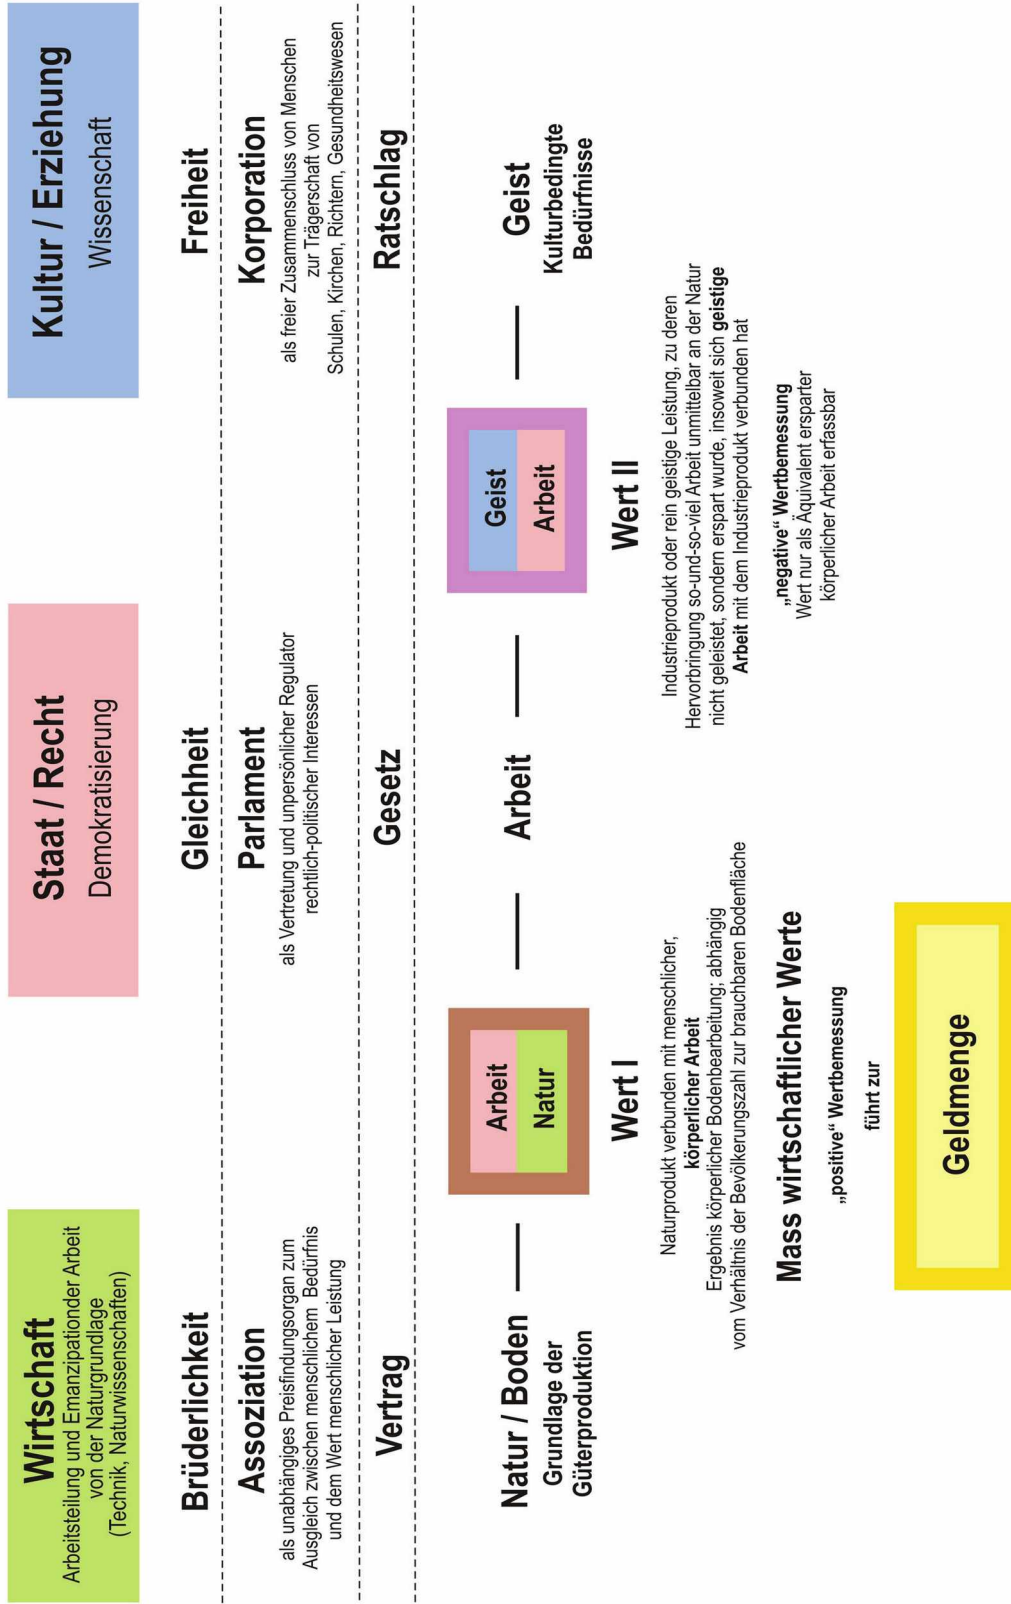 Wirtschaft
Arbeitsteilung und Emanzipationder Arbeit
von der Naturgrundlage
(Technik, Naturwissenschaften)
Staat / Recht
Demokratisierung
Kultur / Erziehung
Wissenschaft
Brüderlichkeit
Gleichheit
Freiheit
Assoziation
als unabhängiges Preisfindungsorgan zum
Ausgleich zwischen menschlichem Bedürfnis
und dem Wert menschlicher Leistung
Parlament
als Vertretung und unpersönlicher Regulator
rechtlich-politischer Interessen
Korporation
als freier Zusammenschluss von Menschen
zur Trägerschaft von
Schulen, Kirchen, Richtern, Gesundheitswesen
Vertrag
Gesetz
Ratschlag
Natur / Boden
Grundlage der
Güterproduktion
Arbeit
Natur
Arbeit
Geist
Arbeit
Geist
Kulturbedingte
Bedürfnisse
Wert I
Naturprodukt verbunden mit menschlicher,
körperlicher Arbeit
Ergebnis körperlicher Bodenbearbeitung; abhängig
vom Verhältnis der Bevölkerungszahl zur brauchbaren Bodenfläche
Mass wirtschaftlicher Werte
„positive“ Wertbemessung
führt zur
Geldmenge
Wert II
Industrieprodukt oder rein geistige Leistung, zu deren
Hervorbringung so-und-so-viel Arbeit unmittelbar an der Natur
nicht geleistet, sondern erspart wurde, insoweit sich geistige
Arbeit mit dem Industrieprodukt verbunden hat
„negative“ Wertbemessung
Wert nur als Äquivalent ersparter
körperlicher Arbeit erfassbar